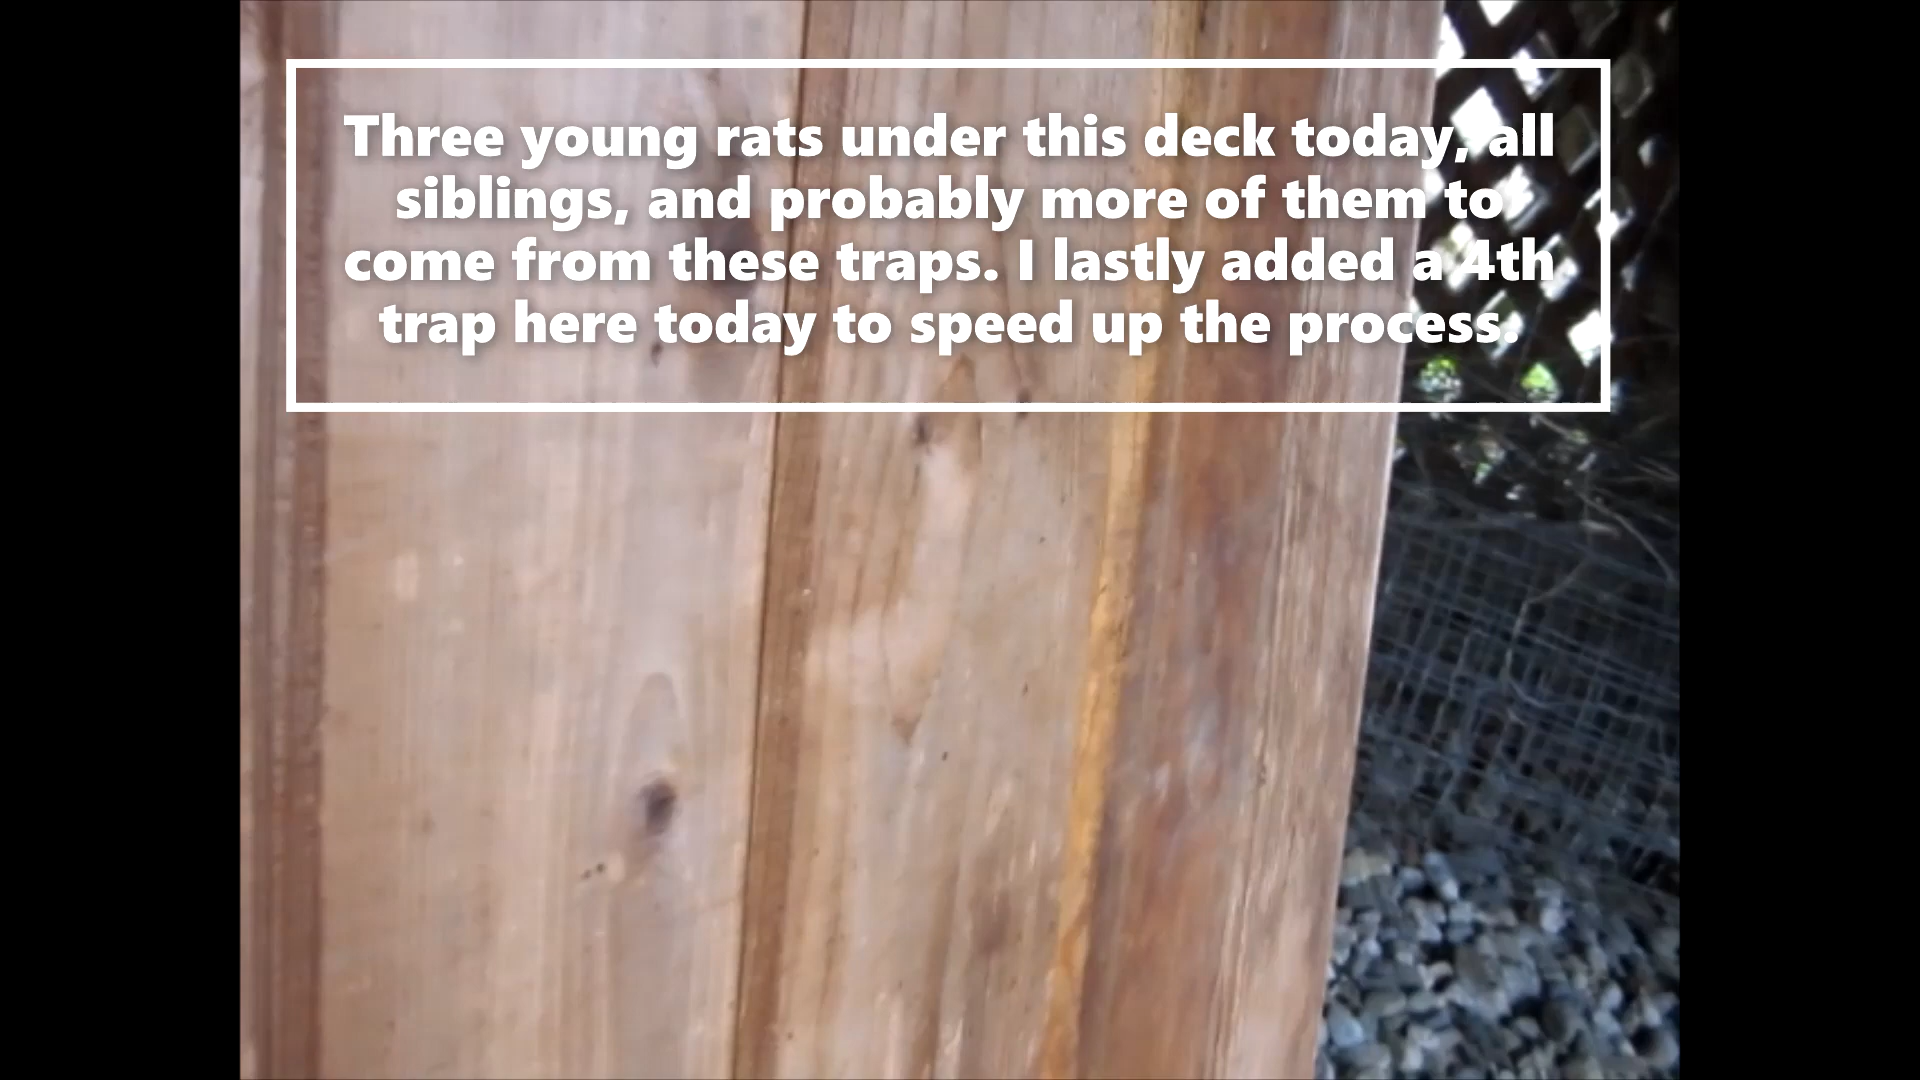 Three young rats under this deck today, all
siblings, and probably more of them to
come from these traps. I lastly added a 4th
trap here today to speed up the process.